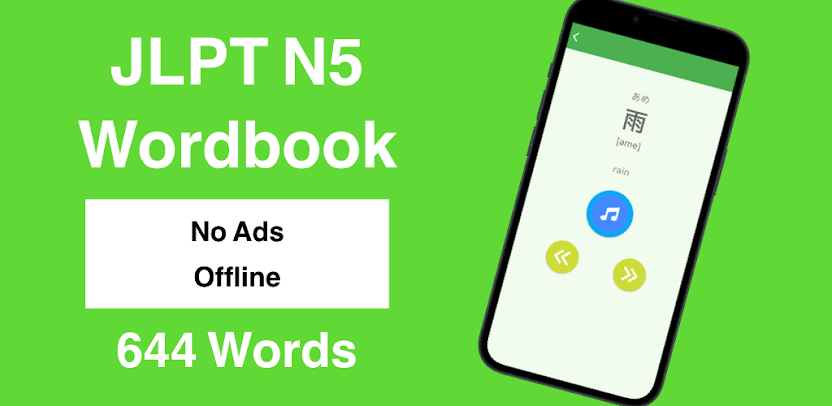 JLPT N5
Wordbook
No Ads
Offline
644 Words
あめ
雨
[ame]
rain